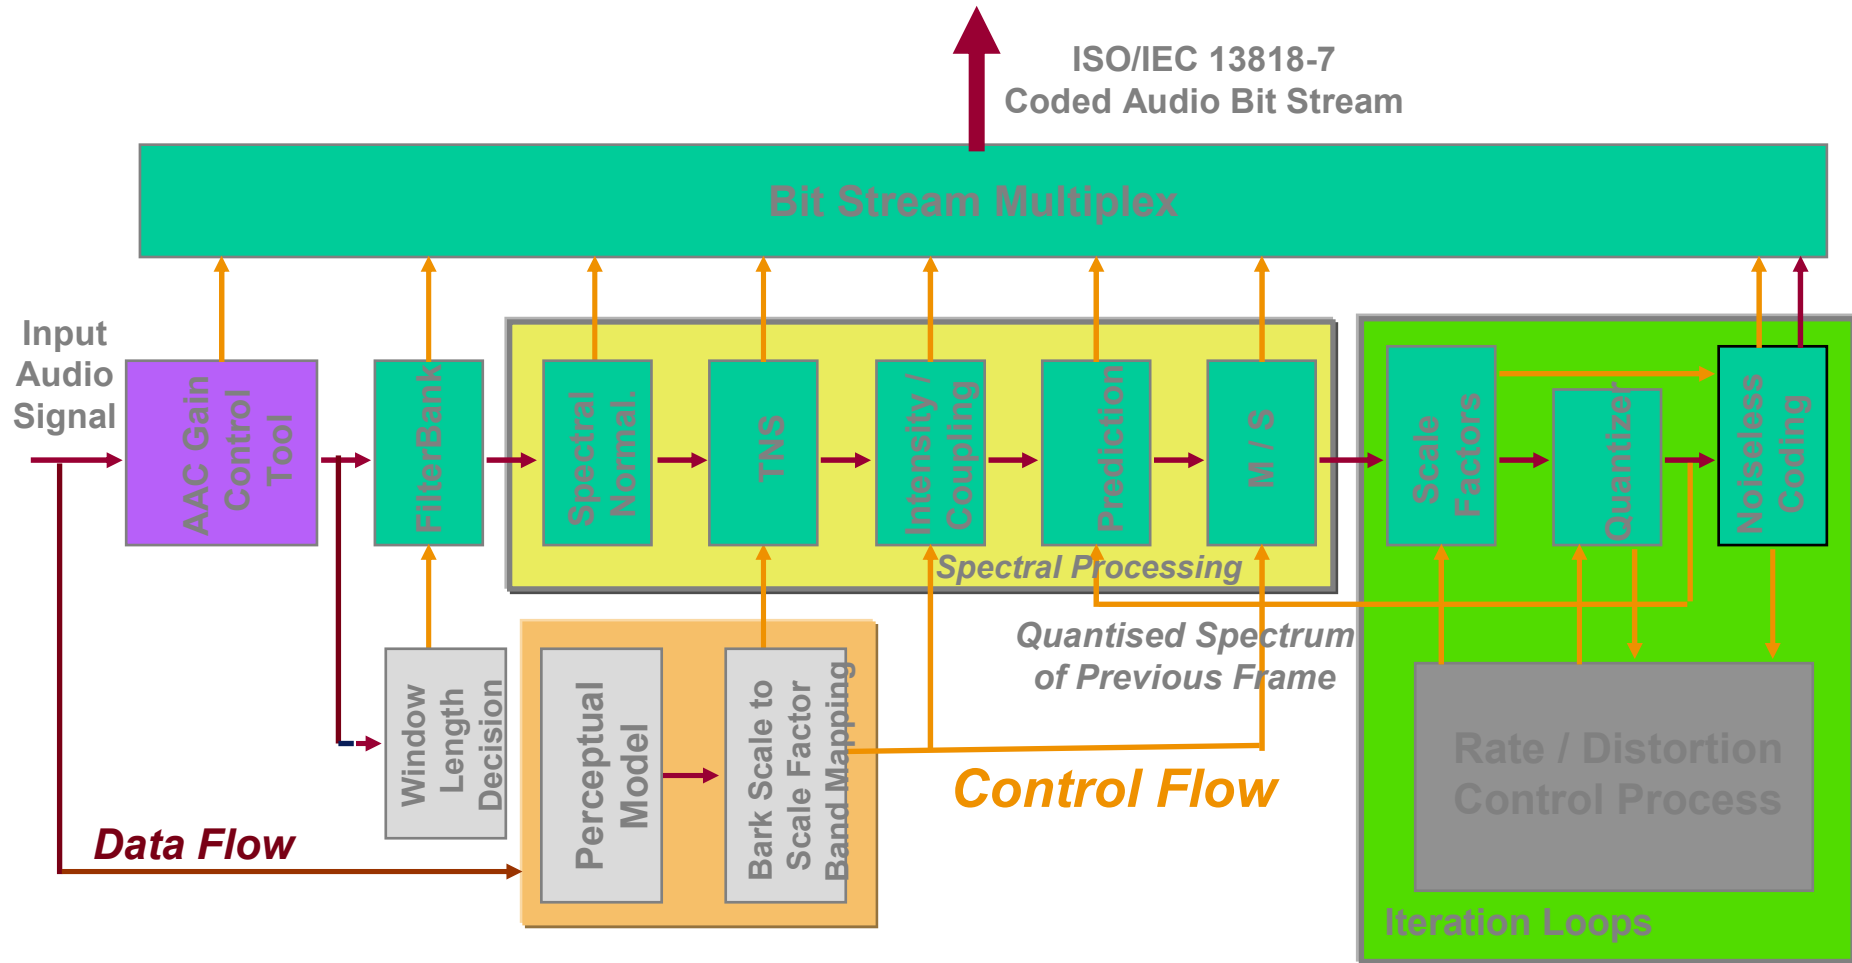 ISO/IEC 13818-7
Coded Audio Bit Stream
Bit Stream Multiplex
Input
Audio
Signal
AAC Gain
Control
Tool
FilterBank
Spectral
Normal.
TNS
Intensity /
Coupling
Prediction
M / S
Scale
Factors
Quantizer
Noiseless
Coding
Spectral Processing
Quantised Spectrum
of Previous Frame
Window
Length
Decision
Perceptual
Model
Bark Scale to
Scale Factor
Band Mapping
Rate / Distortion
Control Process
Control Flow
Data Flow
Iteration Loops